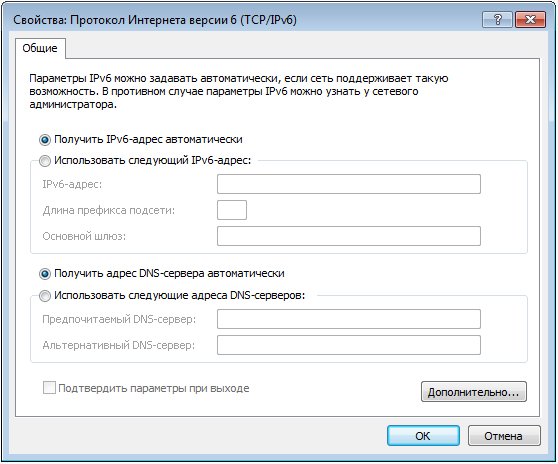 Свойства: Протокол Интернета версии 6 (TCP/IPv6)
Общие
Параметры IPv6 можно задавать автоматически, если сеть поддерживает такую
возможность. В противном случае параметры IPv6 можно узнать у сетевого
администратора.
Получить IPv6-адрес автоматически
Использовать следующий IPv6-адрес:
IPv6-адрес:
Длина префикса подсети:
Основной шлюз:
Получить адрес DNS-сервера автоматически
Использовать следующие адреса DNS-серверов:
Предпочитаемый DNS-сервер:
Альтернативный DNS-сервер:
Подтвердить параметры при выходе
Дополнительно...
OK
Отмена